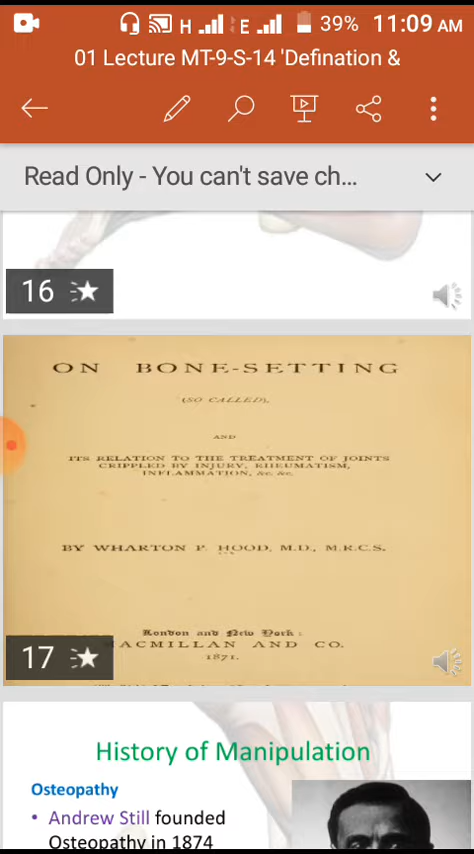 H E 39% 11:09 AM
01 Lecture MT-9-S-14 'Defination &
Read Only - You can't save ch...
16
ON BONE-SETTING
(SO CALLED),
AND
ITS RELATION TO THE TREATMENT OF JOINTS
CRIPPLED BY INJURY, RHEUMATISM,
INFLAMMATION, &c. &c.
BY WHARTON P. HOOD, M.D., M.R.C.S.
London and New York:
ACMILLAN AND CO.
1871.
17
History of Manipulation
Osteopathy
• Andrew Still founded
Osteopathy in 1874